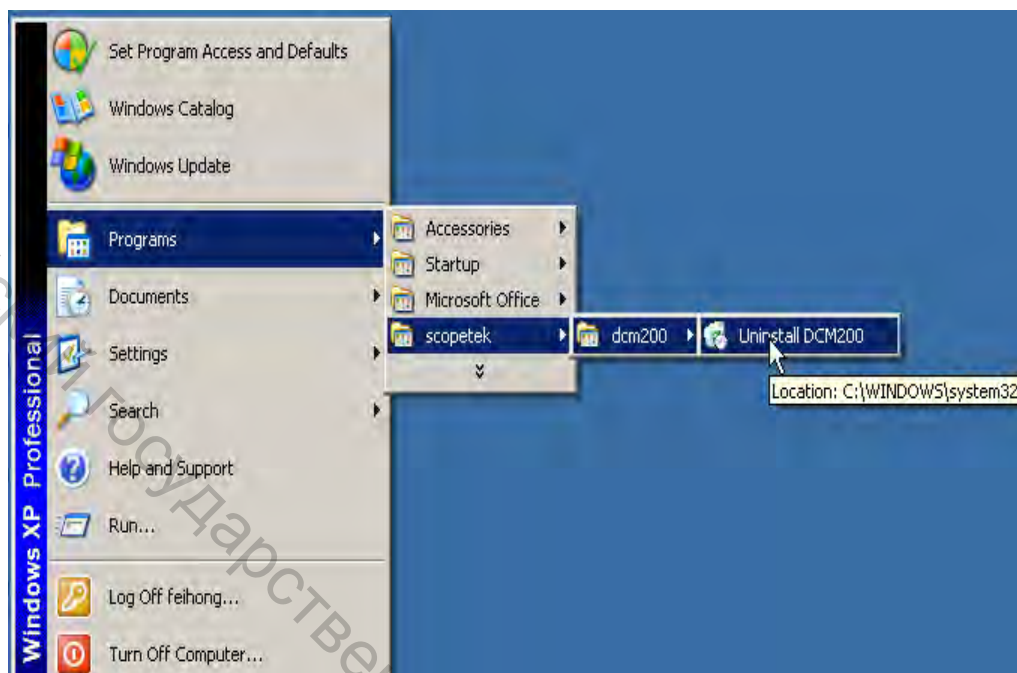 Set Program Access and Defaults
Windows Catalog
Windows Update
Programs
Documents
Settings
Search
Help and Support
Run...
Log Off feihong...
Turn Off Computer...
Windows XP Professional
Accessories
Startup
Microsoft Office
scopetek
dcm200
Uninstall DCM200
Location: C:\WINDOWS\system32